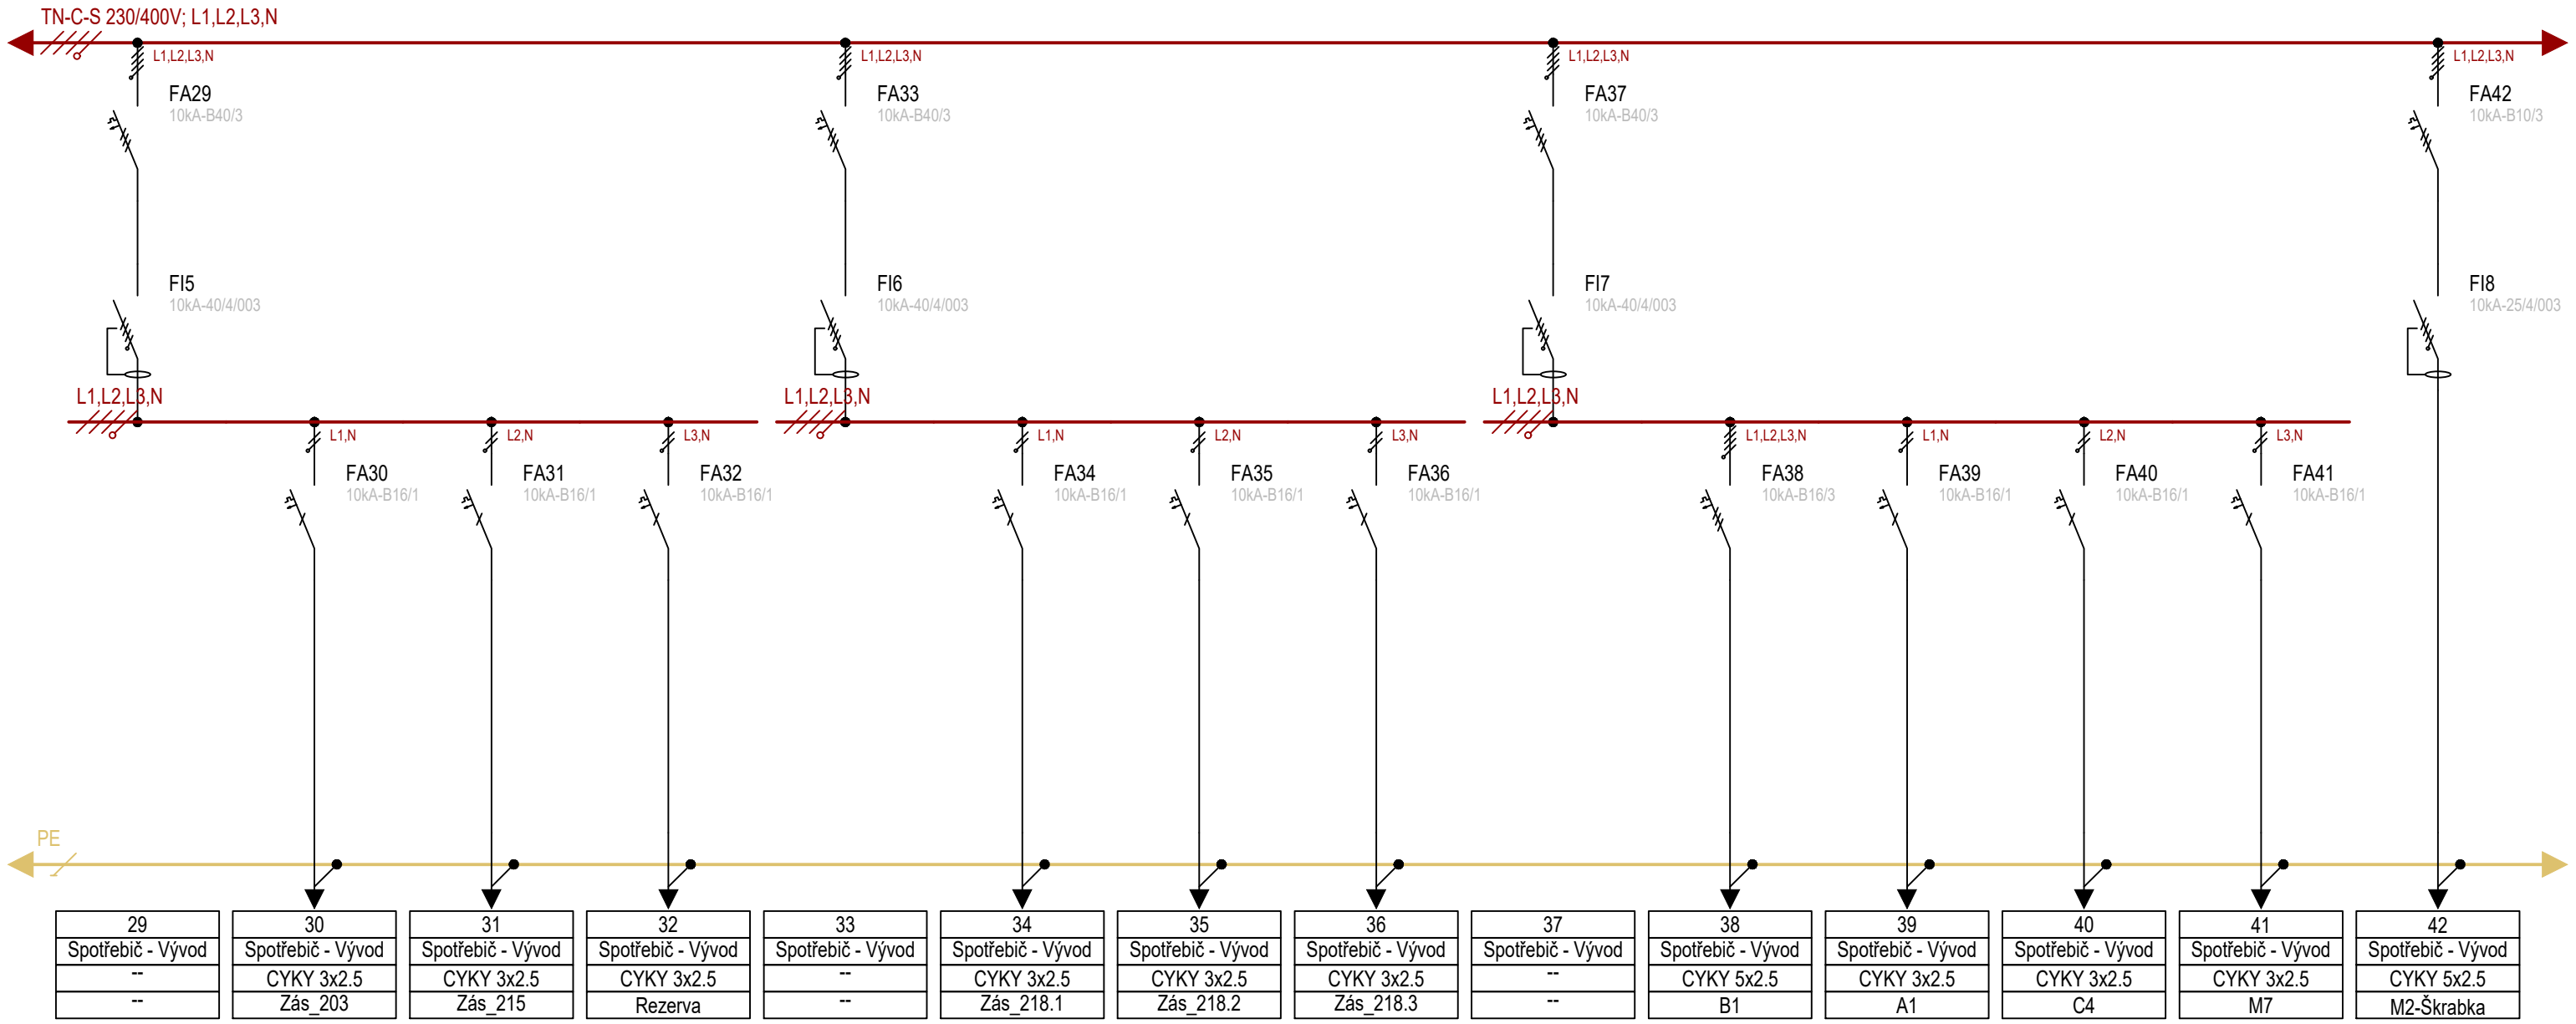 TN-C-S 230/400V; L1,L2,L3,N
L1,L2,L3,N
L1,L2,L3,N
L1,L2,L3,N
L1,L2,L3,N
FA29
10kA-B40/3
FA33
10kA-B40/3
FA37
10kA-B40/3
FA42
10kA-B10/3
FI5
10kA-40/4/003
FI6
10kA-40/4/003
FI7
10kA-40/4/003
FI8
10kA-25/4/003
L1,L2,L3,N
L1,L2,L3,N
L1,L2,L3,N
L1,N
L2,N
L3,N
L1,N
L2,N
L3,N
L1,L2,L3,N
L1,N
L2,N
L3,N
FA30
10kA-B16/1
FA31
10kA-B16/1
FA32
10kA-B16/1
FA34
10kA-B16/1
FA35
10kA-B16/1
FA36
10kA-B16/1
FA38
10kA-B16/3
FA39
10kA-B16/1
FA40
10kA-B16/1
FA41
10kA-B16/1
PE
29
Spotřebič - Vývod
--
--
30
Spotřebič - Vývod
CYKY 3x2.5
Zás_203
31
Spotřebič - Vývod
CYKY 3x2.5
Zás_215
32
Spotřebič - Vývod
CYKY 3x2.5
Rezerva
33
Spotřebič - Vývod
--
--
34
Spotřebič - Vývod
CYKY 3x2.5
Zás_218.1
35
Spotřebič - Vývod
CYKY 3x2.5
Zás_218.2
36
Spotřebič - Vývod
CYKY 3x2.5
Zás_218.3
37
Spotřebič - Vývod
--
--
38
Spotřebič - Vývod
CYKY 5x2.5
B1
39
Spotřebič - Vývod
CYKY 3x2.5
A1
40
Spotřebič - Vývod
CYKY 3x2.5
C4
41
Spotřebič - Vývod
CYKY 3x2.5
M7
42
Spotřebič - Vývod
CYKY 5x2.5
M2-Škrabka